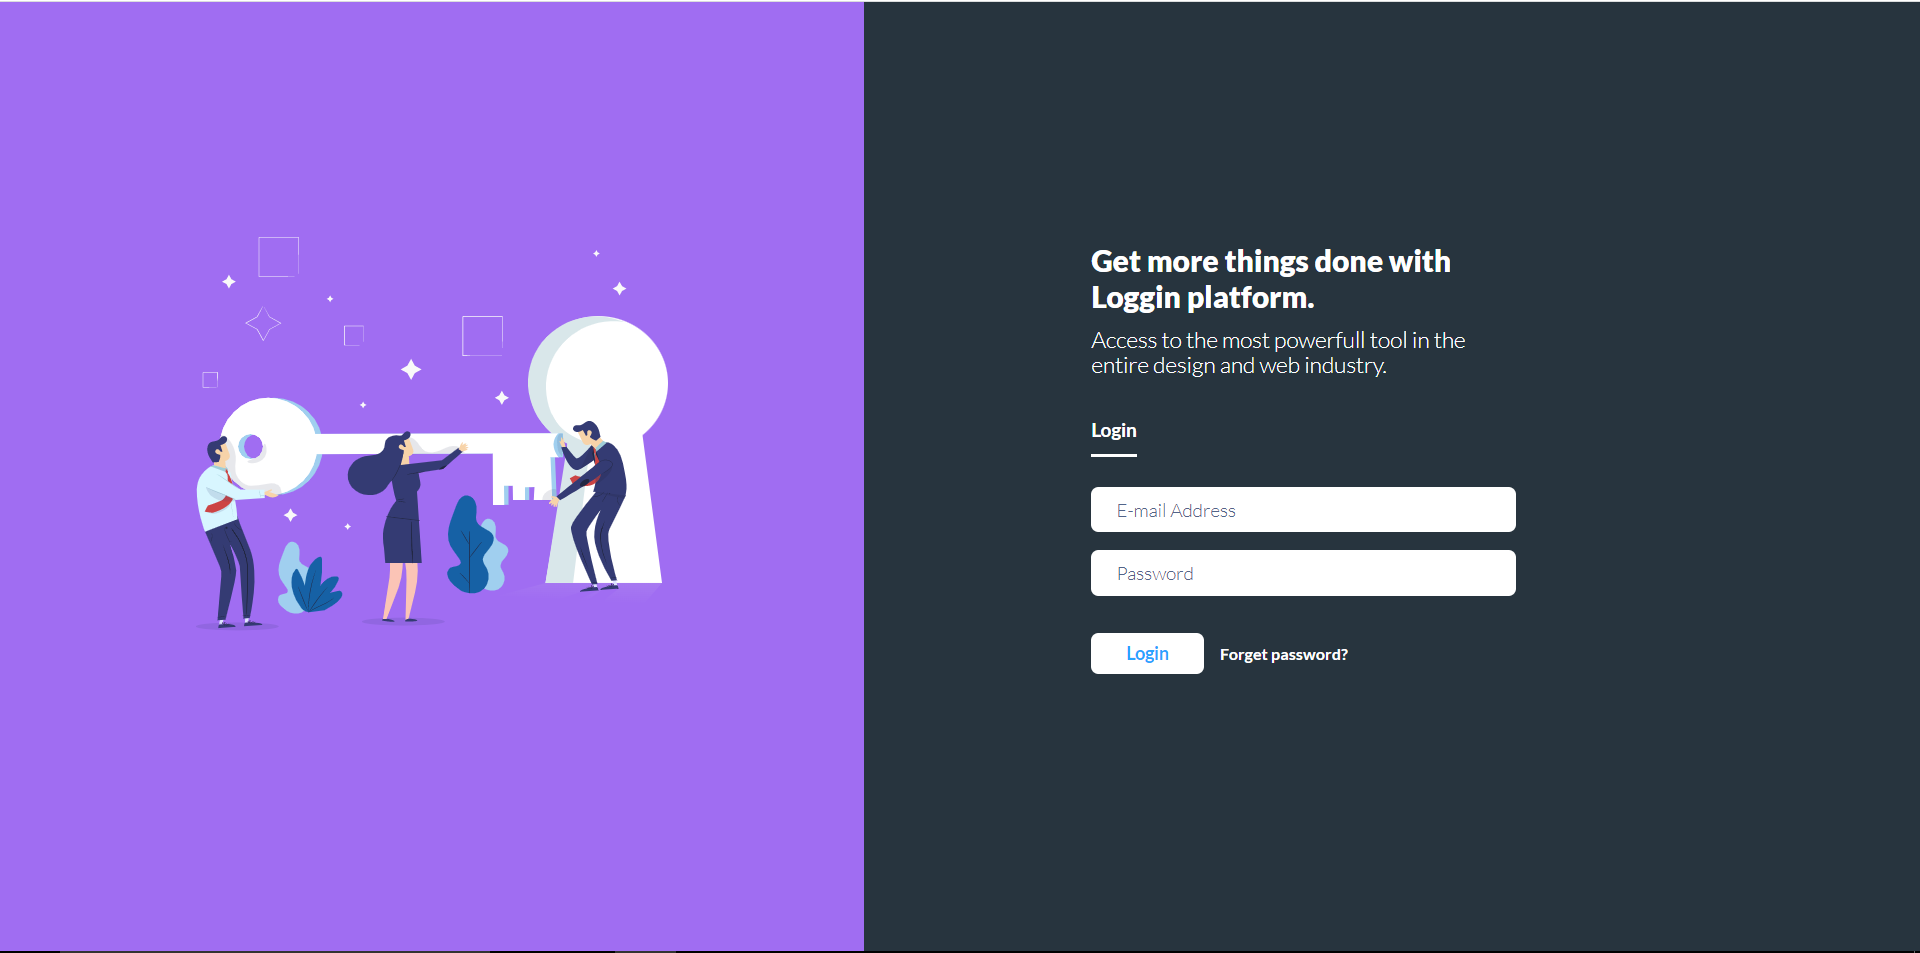 Get more things done with
Loggin platform.
Access to the most powerfull tool in the
entire design and web industry.
Login
E-mail Address
Password
Login Forget password?